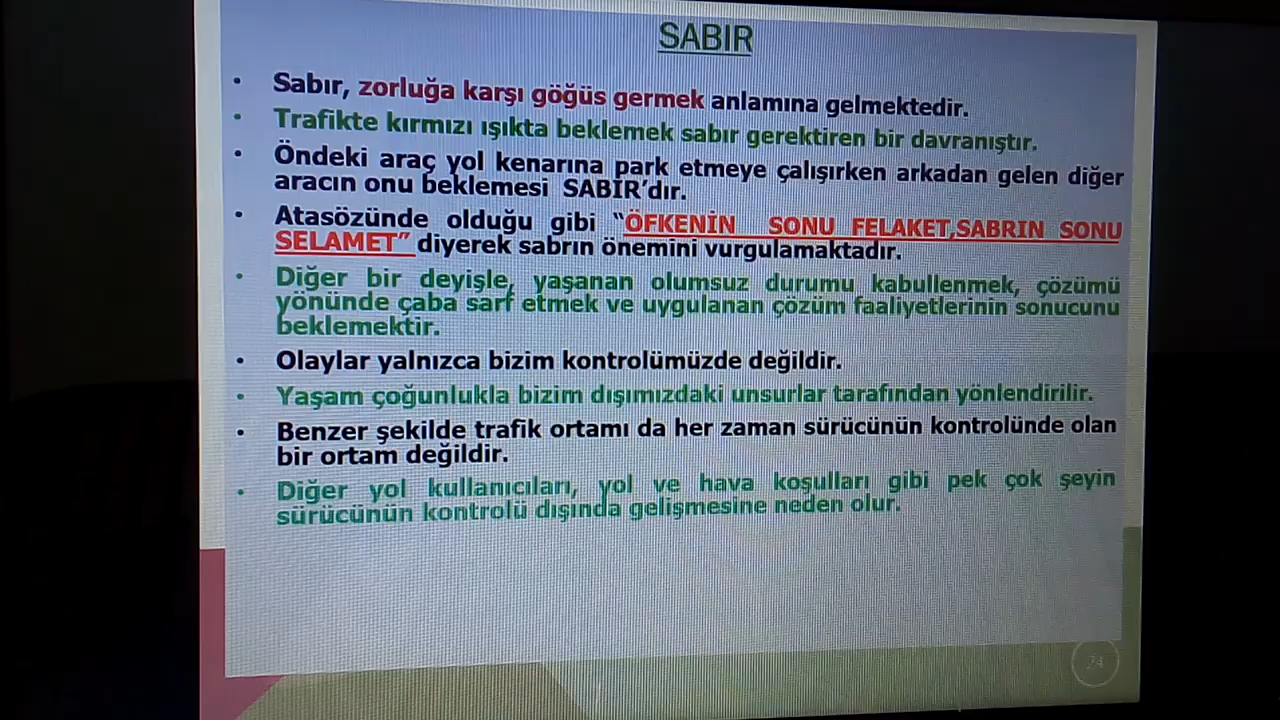 SABIR
• Sabır, zorluğa karşı göğüs germek anlamına gelmektedir.
• Trafikte kırmızı ışıkta beklemek sabır gerektiren bir davranıştır.
• Öndeki araç yol kenarına park etmeye çalışırken arkadan gelen diğer
aracın onu beklemesi SABIR’dır.
• Atasözünde olduğu gibi “ÖFKENİN SONU FELAKET,SABRIN SONU
SELAMET” diyerek sabrın önemini vurgulamaktadır.
• Diğer bir deyişle, yaşanan olumsuz durumu kabullenmek, çözümü
yönünde çaba sarf etmek ve uygulanan çözüm faaliyetlerinin sonucunu
beklemektir.
• Olaylar yalnızca bizim kontrolümüzde değildir.
• Yaşam çoğunlukla bizim dışımızdaki unsurlar tarafından yönlendirilir.
• Benzer şekilde trafik ortamı da her zaman sürücünün kontrolünde olan
bir ortam değildir.
• Diğer yol kullanıcıları, yol ve hava koşulları gibi pek çok şeyin
sürücünün kontrolü dışında gelişmesine neden olur.
24